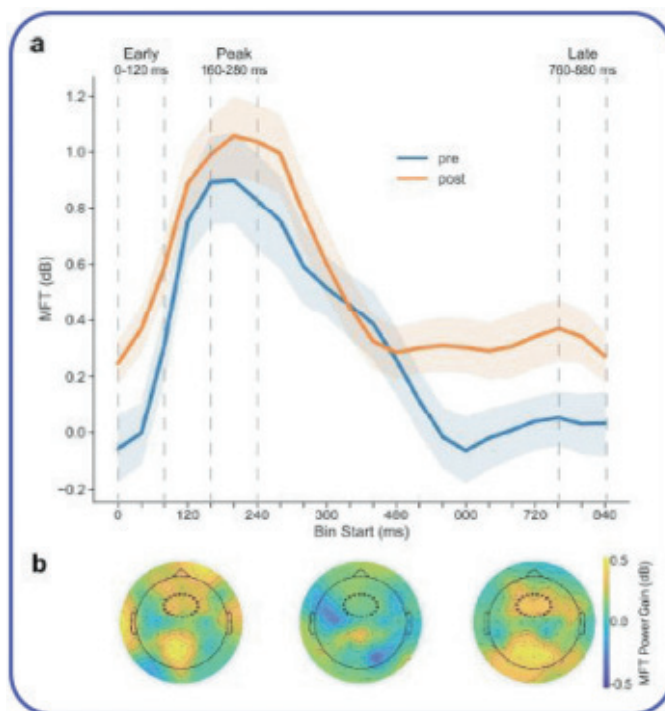 a
Early Peak Late
0-120 ms 160-280 ms 760-880 ms
1.2
1.0
0.8
0.6
0.4
0.2
0.0
-0.2
MFT (dB)
pre
post
0 120 240 360 480 600 720 840
Bin Start (ms)
b
0.5
0.0
-0.5
MFT Power Gain (dB)